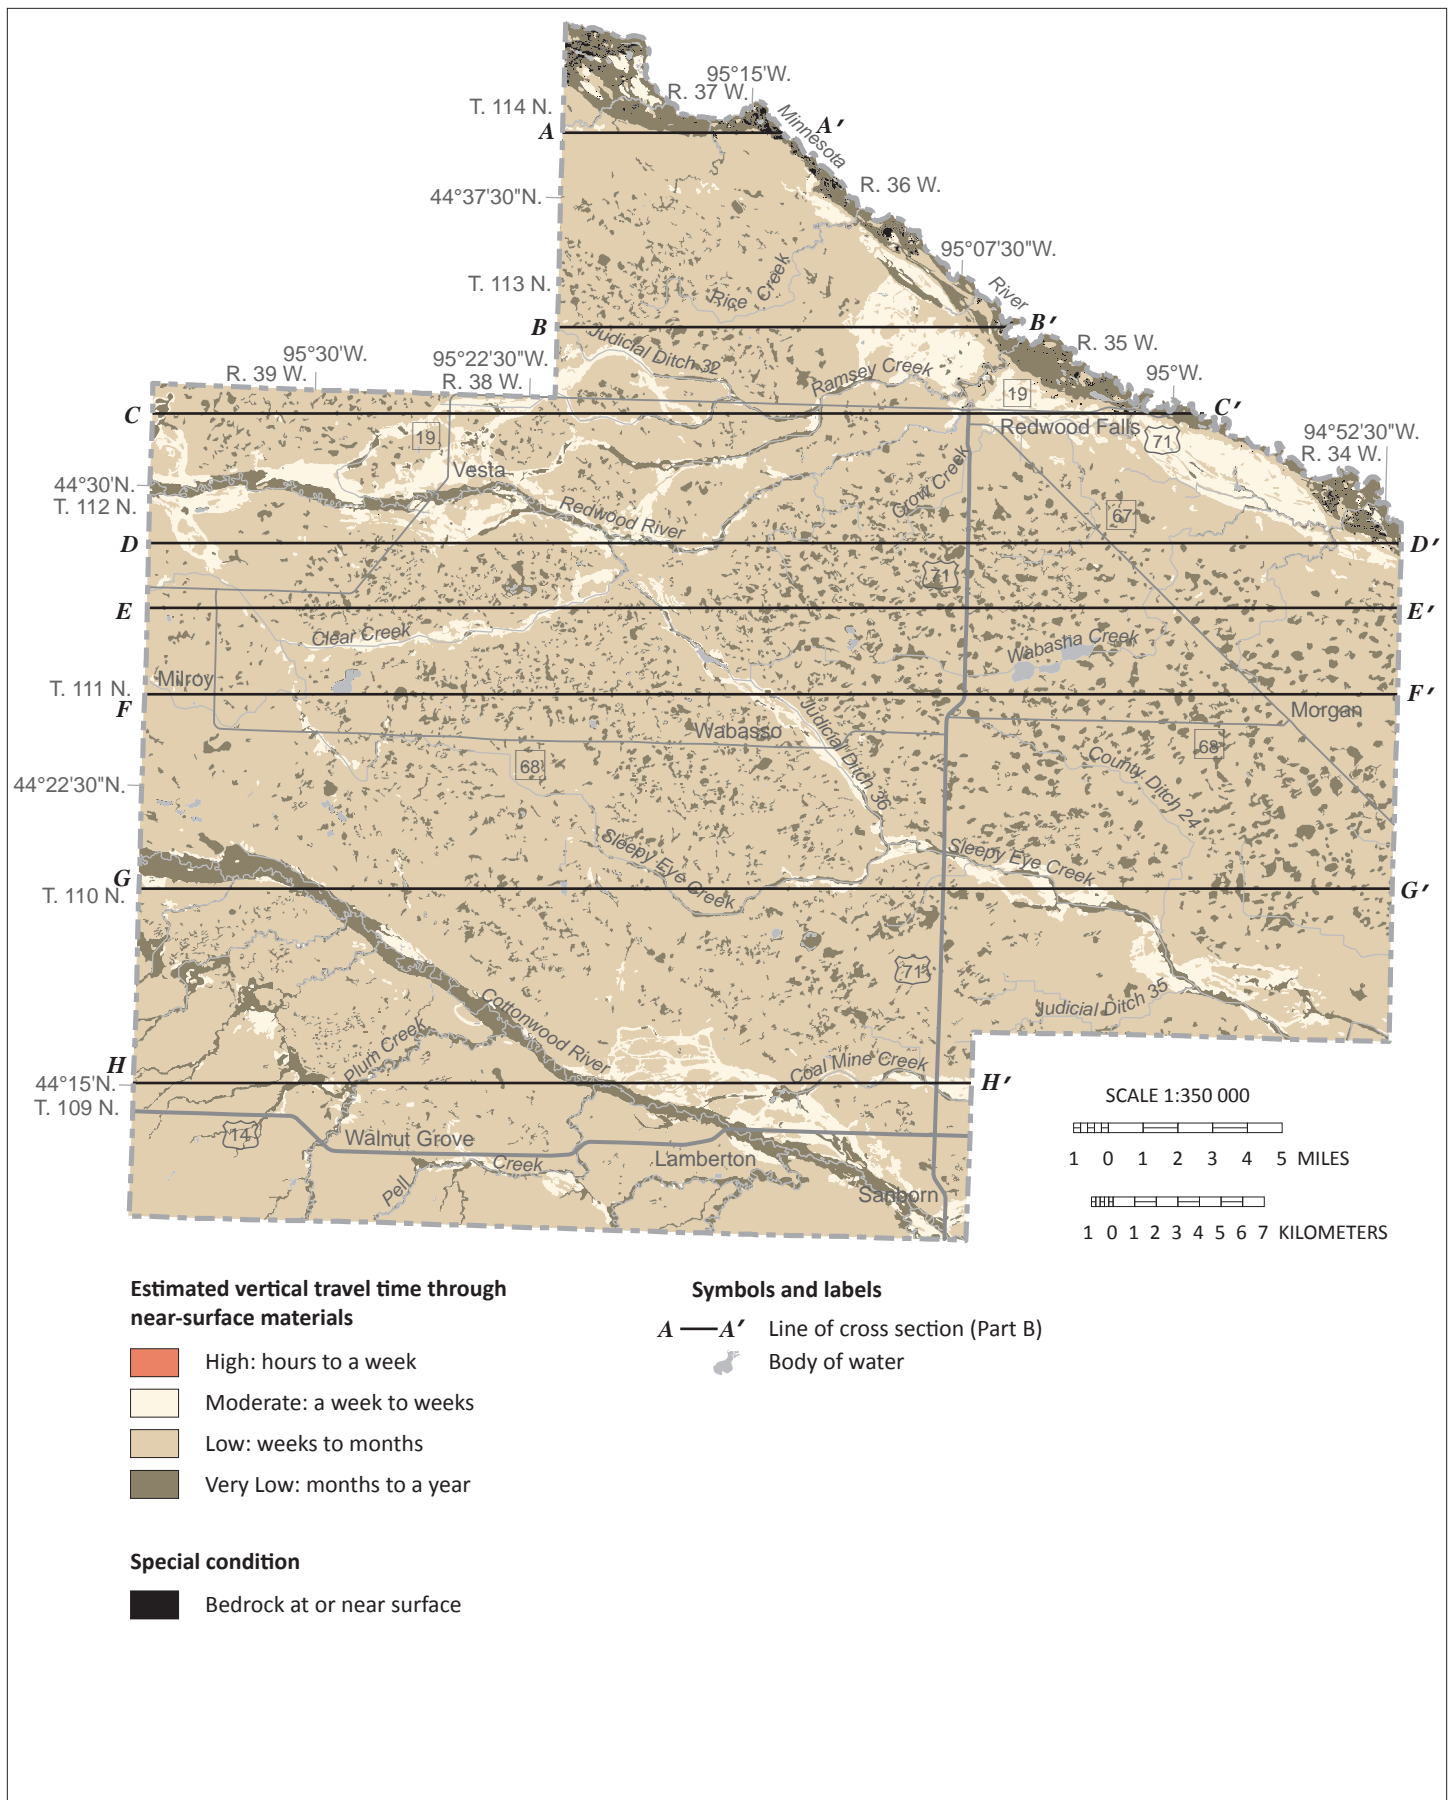 95°15'W.
R. 37 W.
T. 114 N.
A
A′
Minnesota
R. 36 W.
44°37'30"N.
95°07'30"W.
T. 113 N.
Rice Creek
River
B
B′
Judicial Ditch 32
R. 35 W.
95°30'W.
95°22'30"W.
R. 39 W.
R. 38 W.
Ramsey Creek
95°W.
19
C
C′
Redwood Falls
19
71
94°52'30"W.
R. 34 W.
Vesta
44°30'N.
T. 112 N.
Crow Creek
Redwood River
67
D
D′
71
E
E′
Clear Creek
Wabasha Creek
Milroy
T. 111 N.
F
F′
Morgan
Judicial Ditch 36
Wabasso
68
68
County Ditch 24
44°22'30"N.
Sleepy Eye Creek
Sleepy Eye Creek
G
G′
T. 110 N.
71
Cottonwood River
Judicial Ditch 35
Plum Creek
Coal Mine Creek
H
H′
44°15'N.
T. 109 N.
14
Walnut Grove
Lamberton
Pell Creek
Sanborn
SCALE 1:350 000
1 0 1 2 3 4 5 MILES
1 0 1 2 3 4 5 6 7 KILOMETERS
Estimated vertical travel time through
near-surface materials
High: hours to a week
Moderate: a week to weeks
Low: weeks to months
Very Low: months to a year
Special condition
Bedrock at or near surface
Symbols and labels
A A′ Line of cross section (Part B)
Body of water